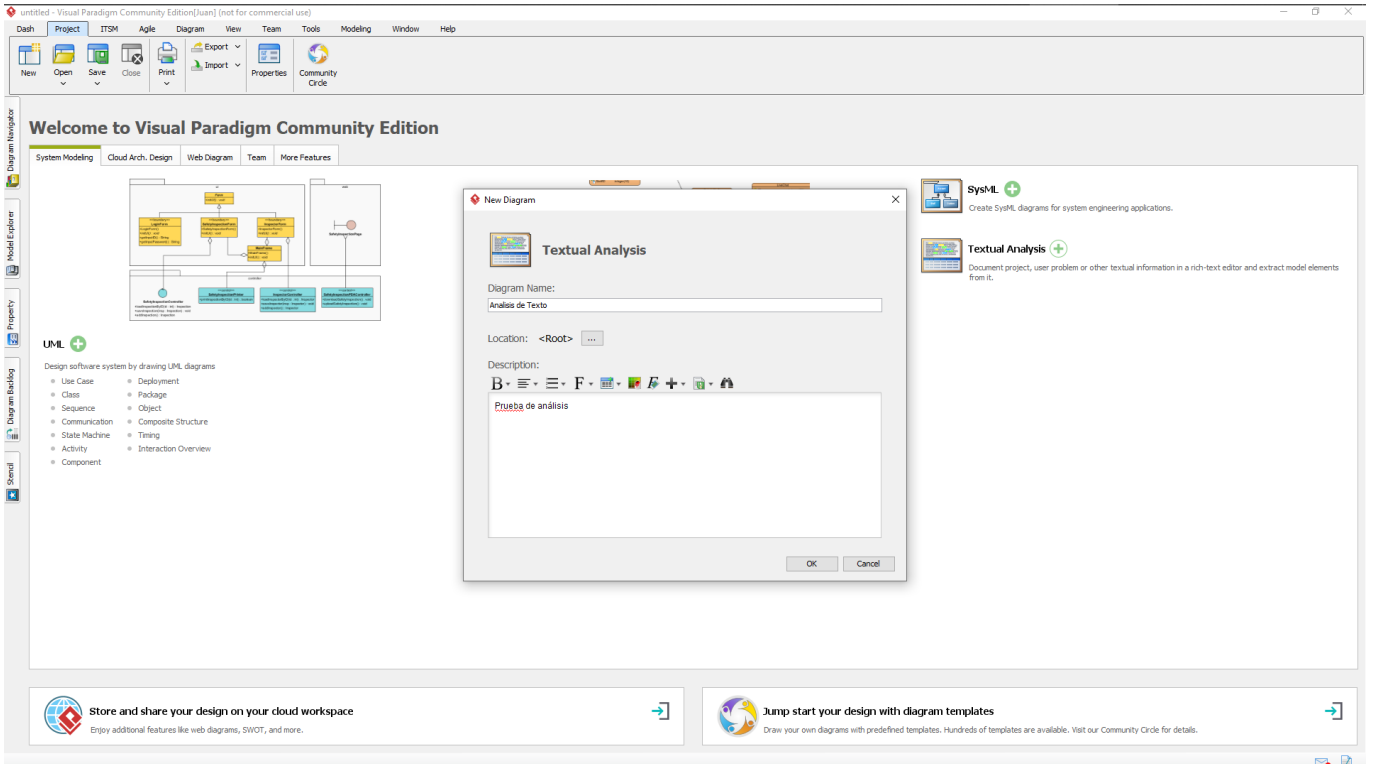 untitled - Visual Paradigm Community Edition[Juan] (not for commercial use)
Dash Project ITSM Agile Diagram View Team Tools Modeling Window Help
New Open Save Close Print Export Import Properties Community Circle
Diagram Navigator
Model Explorer
Property
Diagram Backlog
Stencil
Welcome to Visual Paradigm Community Edition
System Modeling Cloud Arch. Design Web Diagram Team More Features
UML
Design software system by drawing UML diagrams
Use Case Deployment
Class Package
Sequence Object
Communication Composite Structure
State Machine Timing
Activity Interaction Overview
Component
New Diagram
Textual Analysis
Diagram Name:
Analisis de Texto
Location: <Root> ...
Description:
Prueba de análisis
OK Cancel
SysML
Create SysML diagrams for system engineering applications.
Textual Analysis
Document project, user problem or other textual information in a rich-text editor and extract model elements
from it.
Store and share your design on your cloud workspace
Enjoy additional features like web diagrams, SWOT, and more.
Jump start your design with diagram templates
Draw your own diagrams with predefined templates. Hundreds of templates are available. Visit our Community Circle for details.